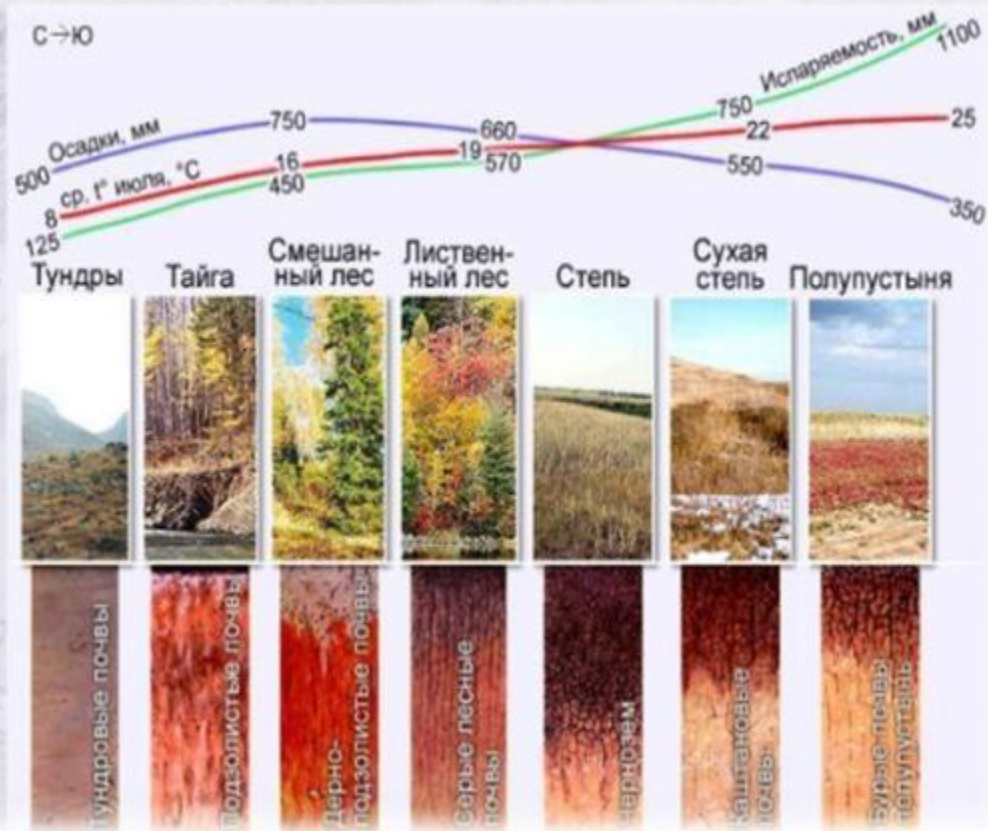 С→Ю
Осадки, мм
Испаряемость, мм
ср. t° июля, °С
500
750
660
550
350
8
16
19
22
25
125
450
570
750
1100
Тундры
Тайга
Смешан-
ный лес
Листвен-
ный лес
Степь
Сухая
степь
Полупустыня
Тундровые почвы
Подзолистые почвы
Дерно-
подзолистые почвы
Серые лесные
почвы
Чернозем
Каштановые
почвы
Бурые почвы
полупустынь